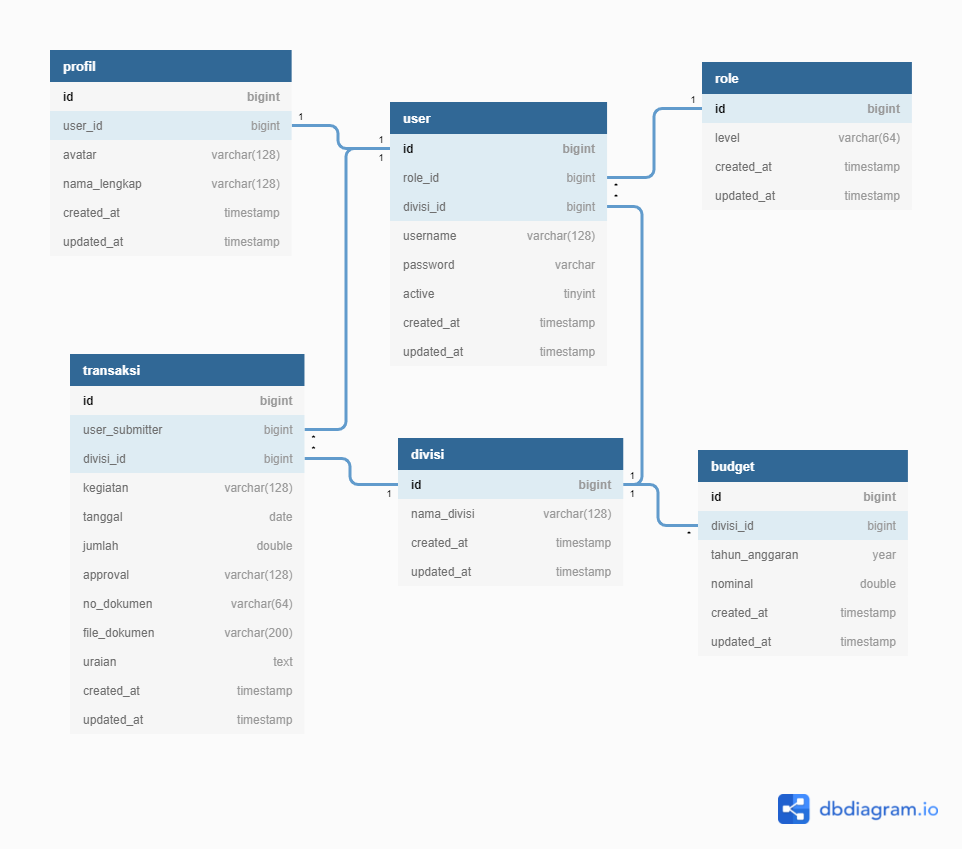 profil
id bigint
user_id bigint
avatar varchar(128)
nama_lengkap varchar(128)
created_at timestamp
updated_at timestamp
1
user
id bigint
role_id bigint
divisi_id bigint
username varchar(128)
password varchar
active tinyint
created_at timestamp
updated_at timestamp
1
1
*
*
role
id bigint
level varchar(64)
created_at timestamp
updated_at timestamp
1
transaksi
id bigint
user_submitter bigint
divisi_id bigint
kegiatan varchar(128)
tanggal date
jumlah double
approval varchar(128)
no_dokumen varchar(64)
file_dokumen varchar(200)
uraian text
created_at timestamp
updated_at timestamp
*
*
divisi
id bigint
nama_divisi varchar(128)
created_at timestamp
updated_at timestamp
1
1
1
budget
id bigint
divisi_id bigint
tahun_anggaran year
nominal double
created_at timestamp
updated_at timestamp
*
dbdiagram.io